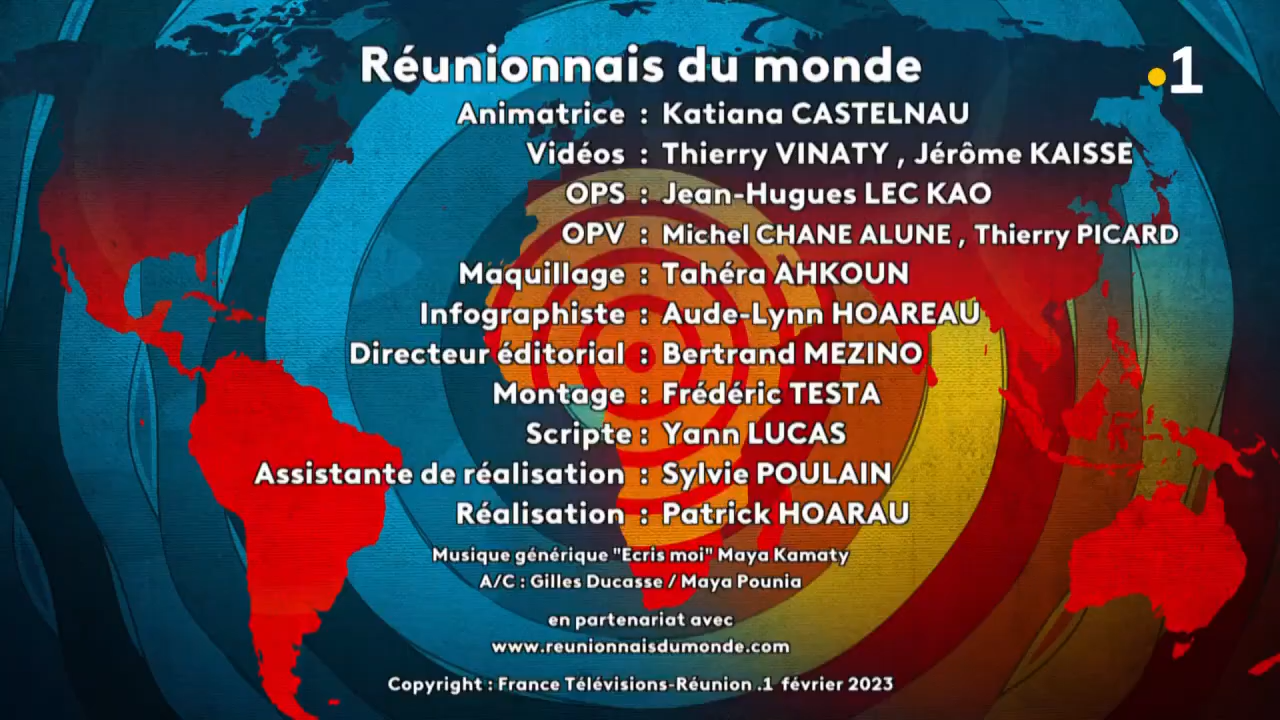 Réunionnais du monde
.1
Animatrice : Katiana CASTELNAU
Vidéos : Thierry VINATY , Jérôme KAISSE
OPS : Jean-Hugues LEC KAO
OPV : Michel CHANE ALUNE , Thierry PICARD
Maquillage : Tahéra AHKOUN
Infographiste : Aude-Lynn HOAREAU
Directeur éditorial : Bertrand MEZINO
Montage : Frédéric TESTA
Scripte : Yann LUCAS
Assistante de réalisation : Sylvie POULAIN
Réalisation : Patrick HOARAU
Musique générique "Ecris moi" Maya Kamaty
A/C : Gilles Ducasse / Maya Pounia
en partenariat avec
www.reunionnaisdumonde.com
Copyright : France Télévisions-Réunion .1 février 2023